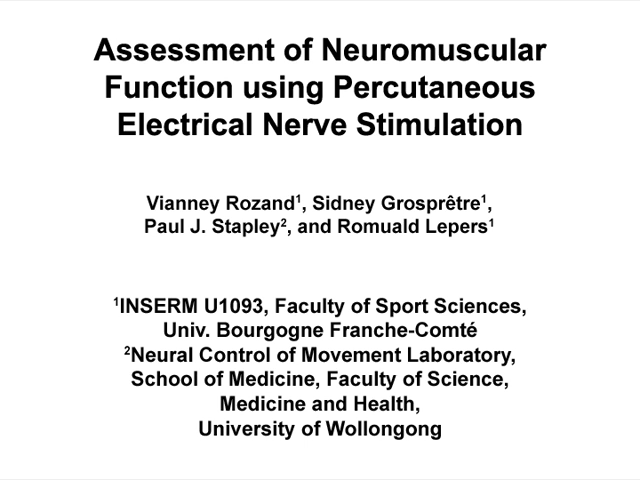 Assessment of Neuromuscular
Function using Percutaneous
Electrical Nerve Stimulation
Vianney Rozand¹, Sidney Grosprêtre¹,
Paul J. Stapley², and Romuald Lepers¹
¹INSERM U1093, Faculty of Sport Sciences,
Univ. Bourgogne Franche-Comté
²Neural Control of Movement Laboratory,
School of Medicine, Faculty of Science,
Medicine and Health,
University of Wollongong